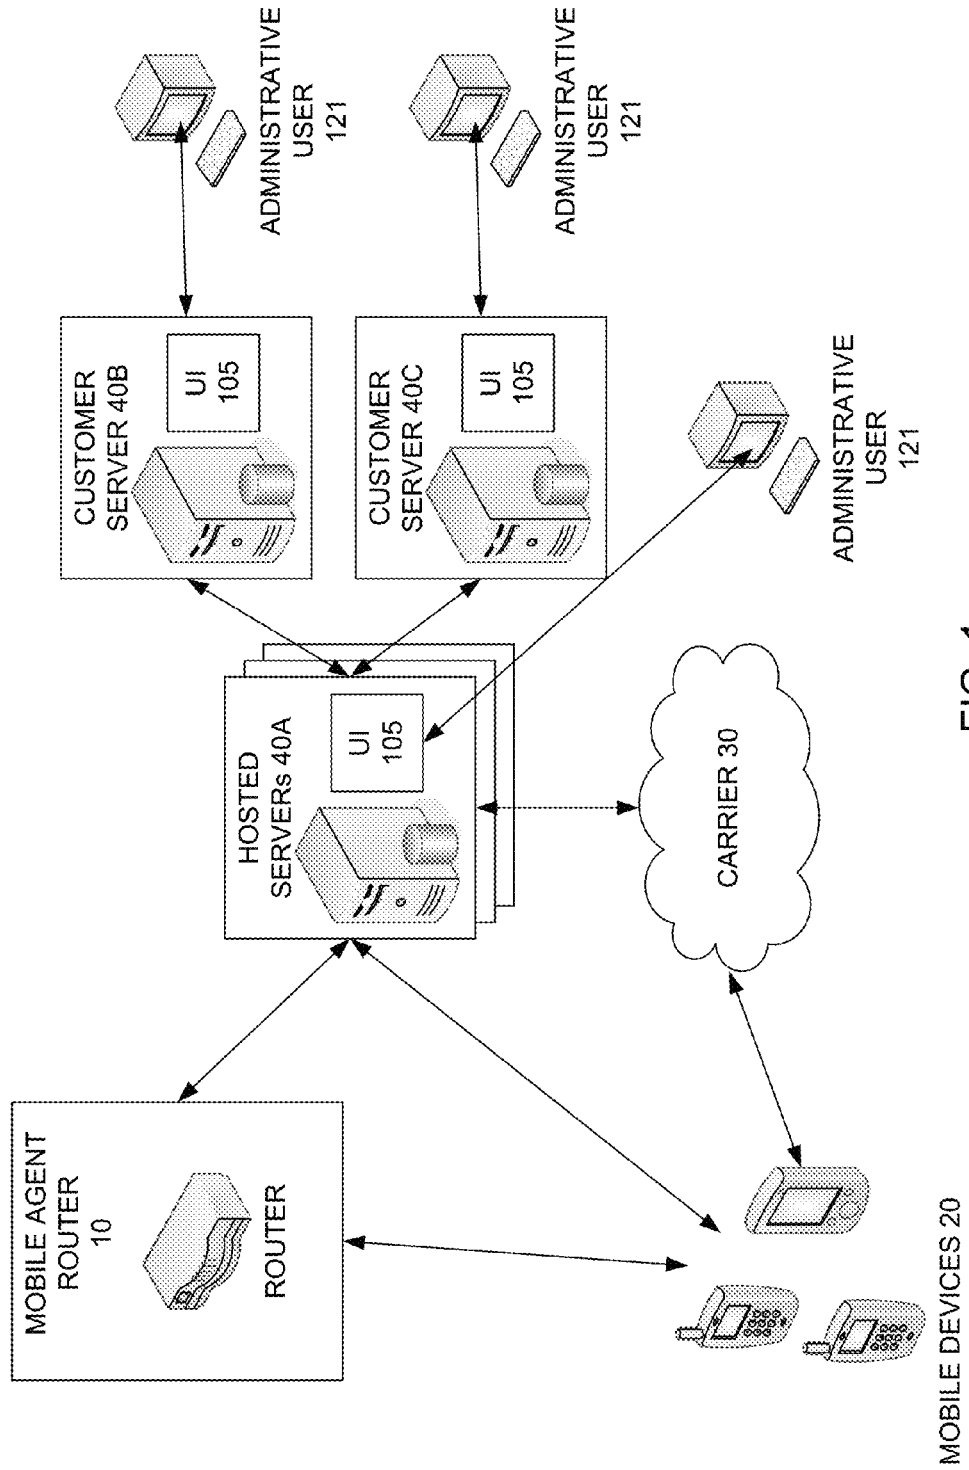 MOBILE AGENT
ROUTER
10
ROUTER
HOSTED
SERVERs 40A
UI
105
CUSTOMER
SERVER 40B
UI
105
ADMINISTRATIVE
USER
121
CUSTOMER
SERVER 40C
UI
105
ADMINISTRATIVE
USER
121
ADMINISTRATIVE
USER
121
CARRIER 30
MOBILE DEVICES 20